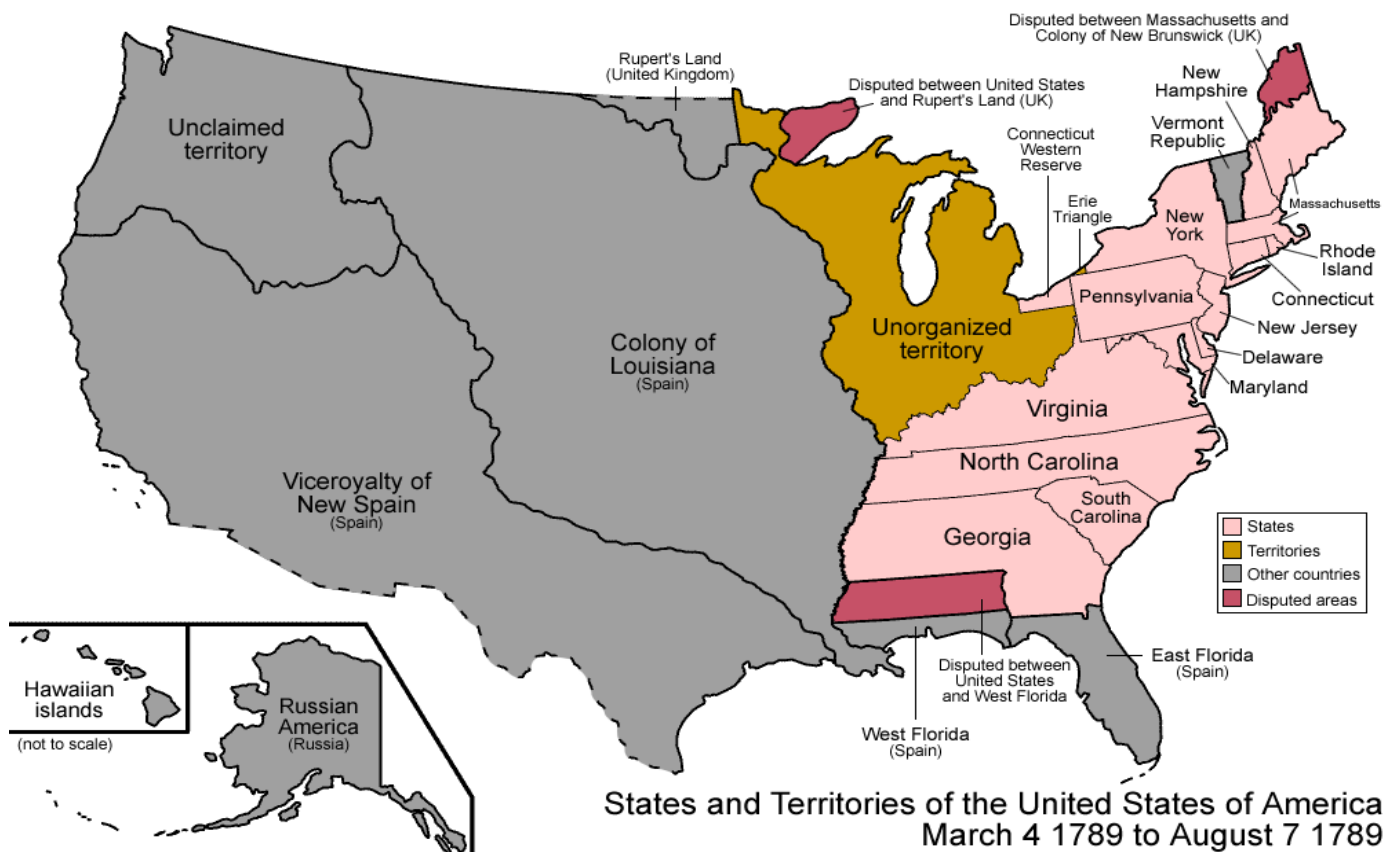 Disputed between Massachusetts and
Colony of New Brunswick (UK)
Rupert's Land
(United Kingdom)
Disputed between United States
and Rupert's Land (UK)
New
Hampshire
Vermont
Republic
Connecticut
Western
Reserve
Unclaimed
territory
Erie
Triangle
New
York
Massachusetts
Rhode
Island
Connecticut
Pennsylvania
New Jersey
Unorganized
territory
Colony of
Louisiana
(Spain)
Delaware
Maryland
Virginia
North Carolina
Viceroyalty of
New Spain
(Spain)
South
Carolina
Georgia
States
Territories
Other countries
Disputed areas
East Florida
(Spain)
Disputed between
United States
and West Florida
West Florida
(Spain)
Hawaiian
islands
(not to scale)
Russian
America
(Russia)
States and Territories of the United States of America
March 4 1789 to August 7 1789